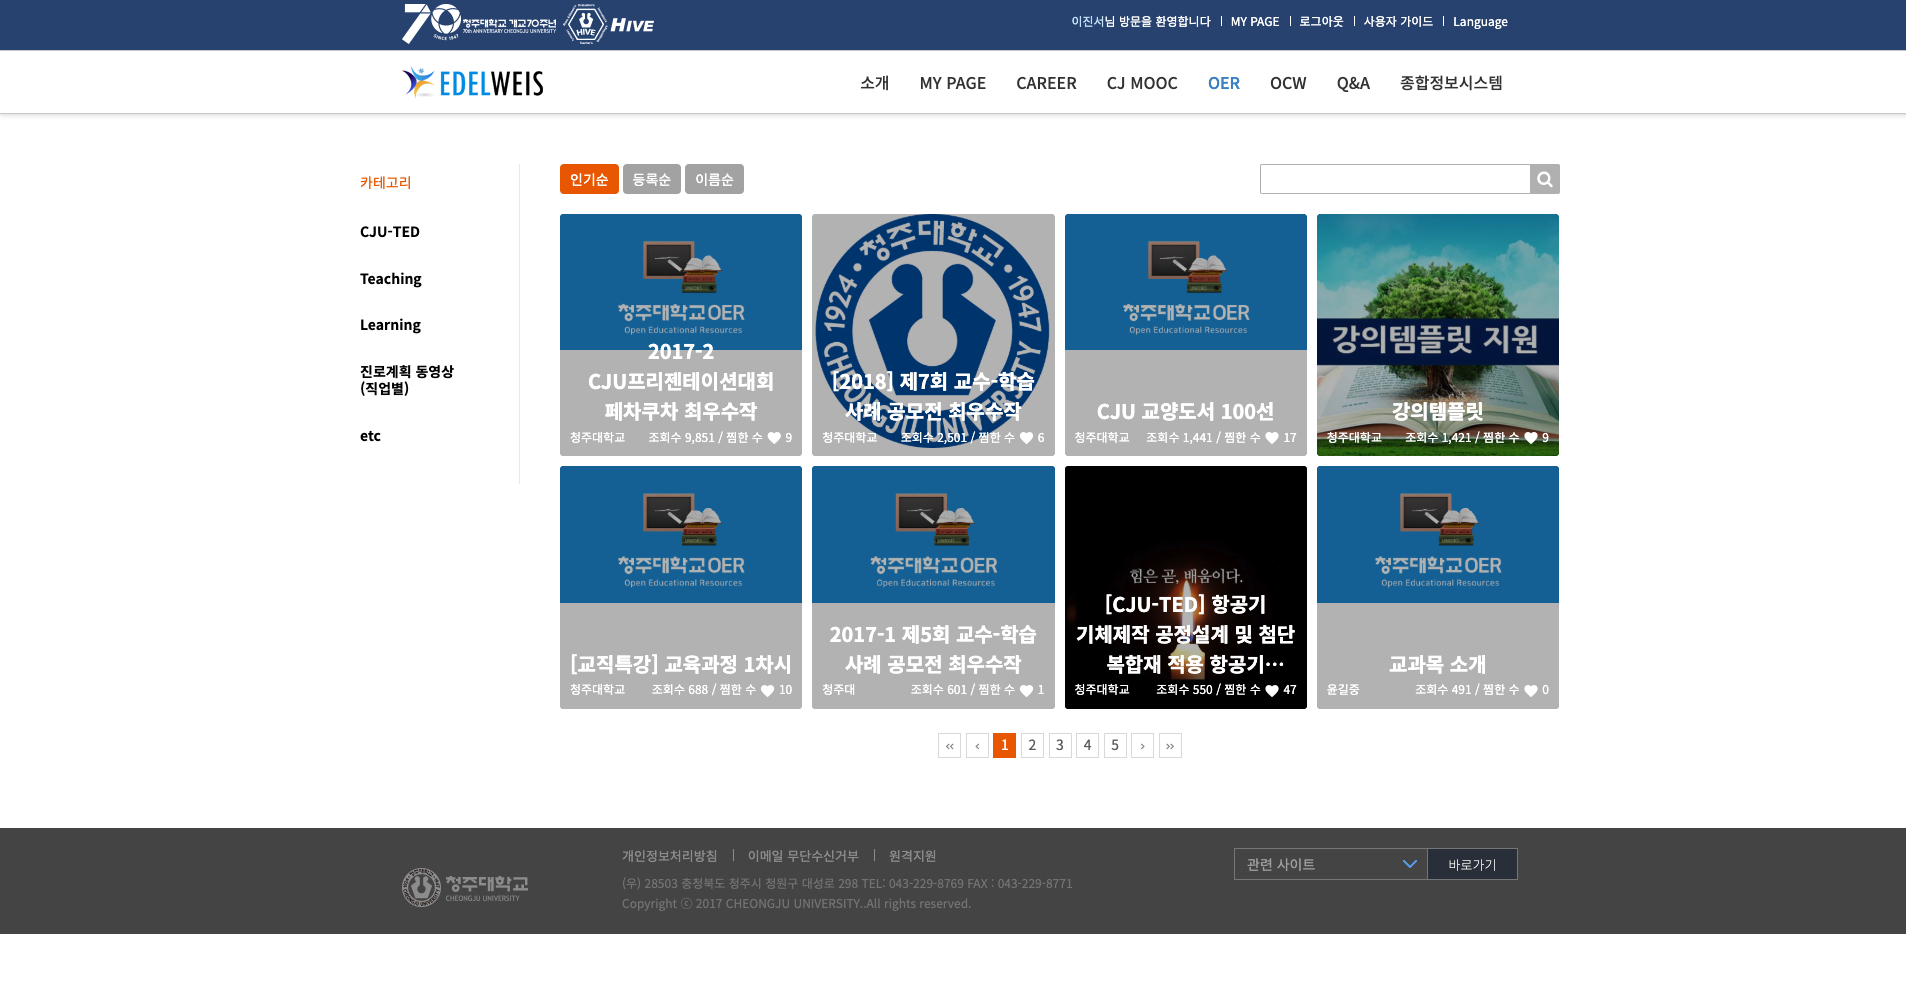 70 청주대학교 개교70주년
SINCE 1947 70th ANNIVERSARY CHEONGJU UNIVERSITY
HIVE HIVE
이진서님 방문을 환영합니다 MY PAGE 로그아웃 사용자 가이드 Language
EDELWEIS
소개 MY PAGE CAREER CJ MOOC OER OCW Q&A 종합정보시스템
카테고리
CJU-TED
Teaching
Learning
진로계획 동영상
(직업별)
etc
인기순 등록순 이름순
청주대학교OER
Open Educational Resources
2017-2
CJU프리젠테이션대회
페차쿠차 최우수작
청주대학교 조회수 9,851 / 찜한 수 9
청주대학교
1924 1947
CHEONGJU UNIVERSITY
[2018] 제7회 교수-학습
사례 공모전 최우수작
청주대학교 조회수 2,501 / 찜한 수 6
청주대학교OER
Open Educational Resources
CJU 교양도서 100선
청주대학교 조회수 1,441 / 찜한 수 17
강의템플릿 지원
강의템플릿
청주대학교 조회수 1,421 / 찜한 수 9
청주대학교OER
Open Educational Resources
[교직특강] 교육과정 1차시
청주대학교 조회수 688 / 찜한 수 10
청주대학교OER
Open Educational Resources
2017-1 제5회 교수-학습
사례 공모전 최우수작
청주대 조회수 601 / 찜한 수 1
힘은 곧, 배움이다.
[CJU-TED] 항공기
기체제작 공정설계 및 첨단
복합재 적용 항공기…
청주대학교 조회수 550 / 찜한 수 47
청주대학교OER
Open Educational Resources
교과목 소개
윤길중 조회수 491 / 찜한 수 0
‹‹ ‹ 1 2 3 4 5 › ››
청주대학교
CHEONGJU UNIVERSITY
개인정보처리방침 이메일 무단수신거부 원격지원
(우) 28503 충청북도 청주시 청원구 대성로 298 TEL: 043-229-8769 FAX : 043-229-8771
Copyright ⓒ 2017 CHEONGJU UNIVERSITY..All rights reserved.
관련 사이트 바로가기